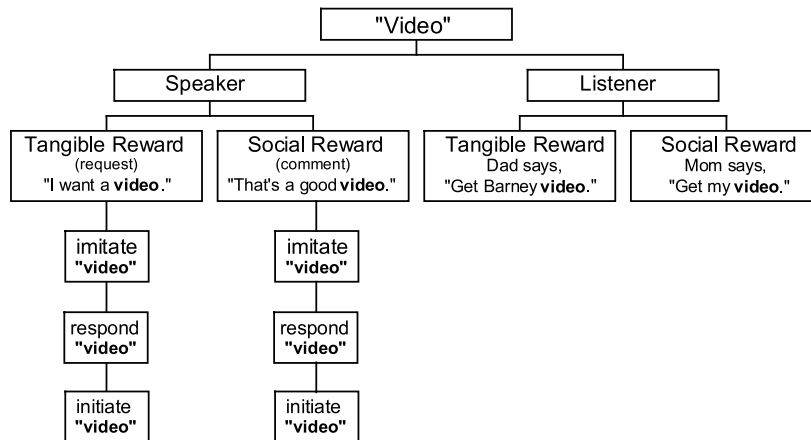 "Video"
Speaker
Listener
Tangible Reward
(request)
"I want a video."
Social Reward
(comment)
"That's a good video."
Tangible Reward
Dad says,
"Get Barney video."
Social Reward
Mom says,
"Get my video."
imitate
"video"
imitate
"video"
respond
"video"
respond
"video"
initiate
"video"
initiate
"video"